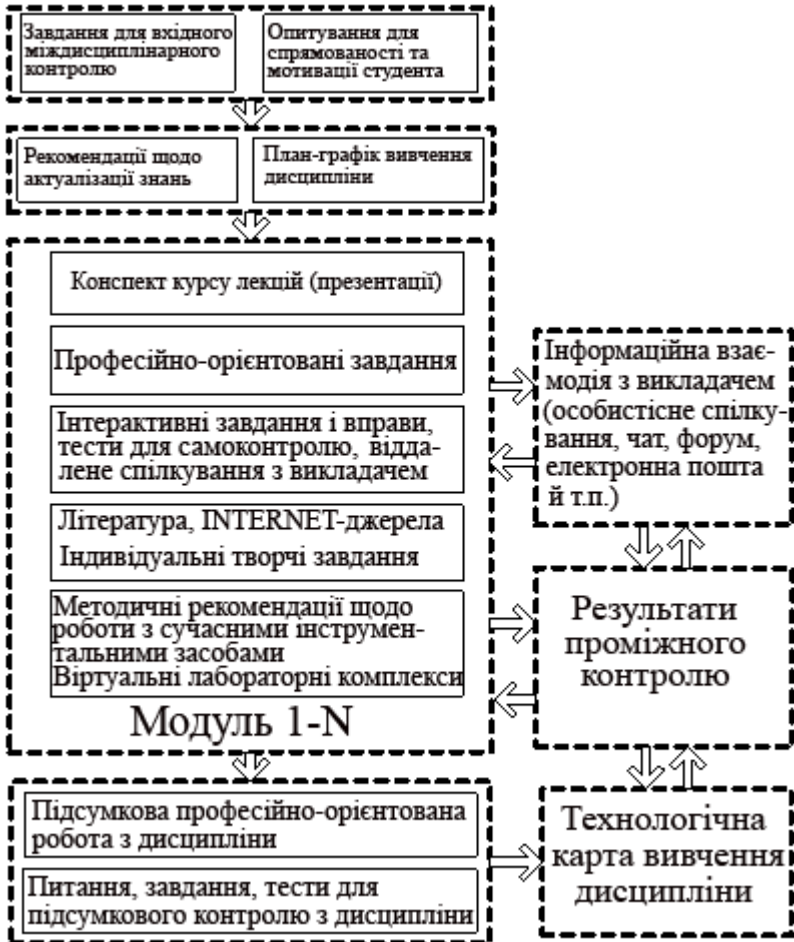 Завдання для вхідного
міждисциплінарного
контролю
Опитування для
спрямованості та
мотивації студента
Рекомендації щодо
актуалізації знань
План-графік вивчення
дисципліни
Конспект курсу лекцій (презентації)
Професійно-орієнтовані завдання
Інтерактивні завдання і вправи,
тести для самоконтролю, відда-
лене спілкування з викладачем
Література, INTERNET-джерела
Індивідуальні творчі завдання
Методичні рекомендації щодо
роботи з сучасними інструмен-
тальними засобами
Віртуальні лабораторні комплекси
Модуль 1-N
Інформаційна взає-
модія з викладачем
(особистісне спілку-
вання, чат, форум,
електронна пошта
й т.п.)
Результати
проміжного
контролю
Підсумкова професійно-орієнтована
робота з дисципліни
Питання, завдання, тести для
підсумкового контролю з дисципліни
Технологічна
карта вивчення
дисципліни